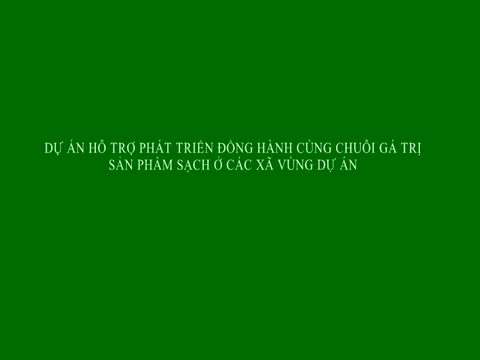 DỰ ÁN HỖ TRỢ PHÁT TRIỂN ĐỒNG HÀNH CÙNG CHUỖI GÁ TRỊ
SẢN PHẨM SẠCH Ở CÁC XÃ VÙNG DỰ ÁN